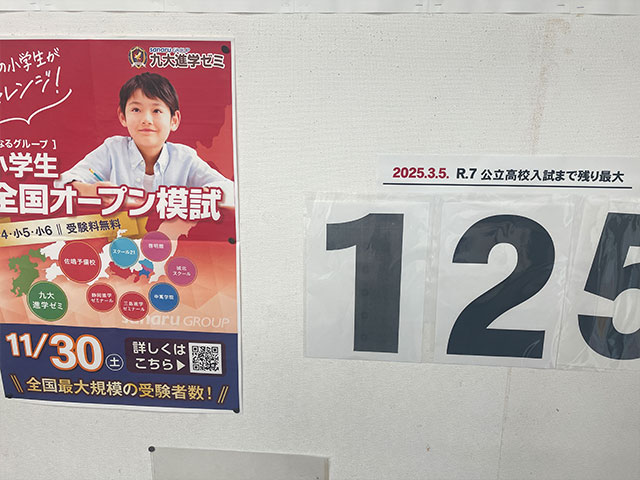 の小学生が
ャレンジ!
sanaru GROUP
九大進学ゼミ
なるグループ]
小学生
全国オープン模試
4・小5・小6 || 受験料無料
佐鳴予備校
スクール21
啓明館
城北
スクール
九大
進学ゼミ
静岡進学
ゼミナール
三島進学
ゼミナール
中萬学院
sanaru GROUP
11/30(土)
詳しくは
こちら▶
\\ 全国最大規模の受験者数! //
2025.3.5. R.7 公立高校入試まで残り最大
125